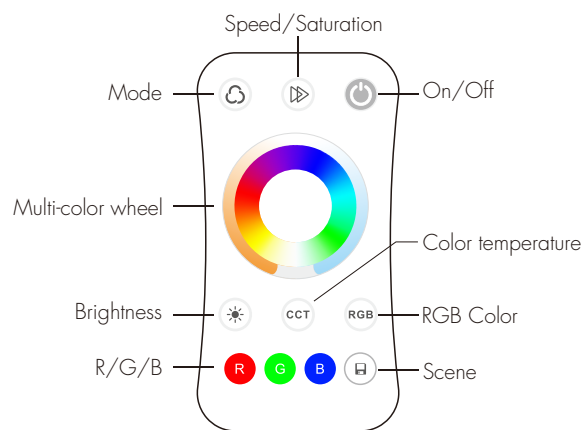 Speed/Saturation
Mode
On/Off
Multi-color wheel
Color temperature
Brightness
CCT
RGB
RGB Color
R/G/B
R
G
B
Scene